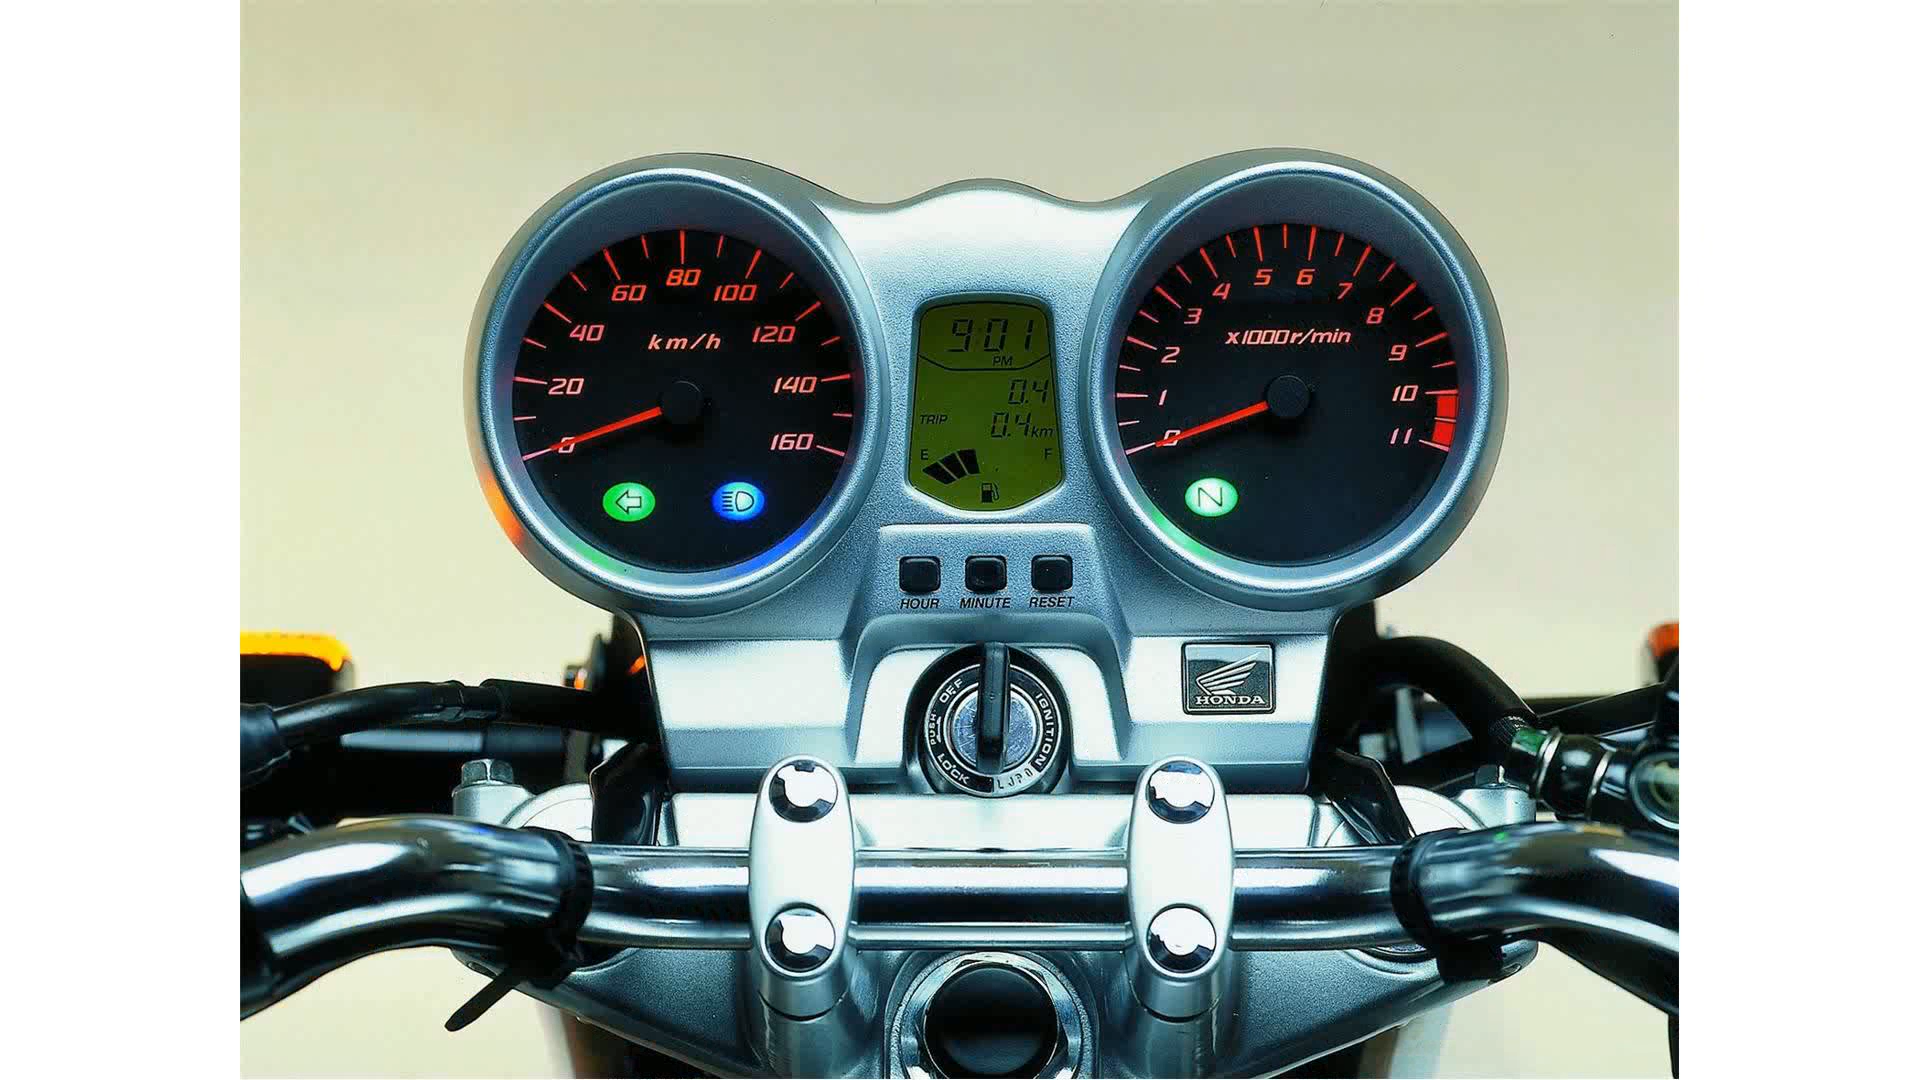 0
20
40
60
80
100
120
140
160
km/h
9:01
PM
0.4
TRIP 0.4 km
E F
0
1
2
3
4
5
6
7
8
9
10
11
x1000r/min
N
HOUR MINUTE RESET
OFF
IGNITION
PUSH
LOCK
HONDA